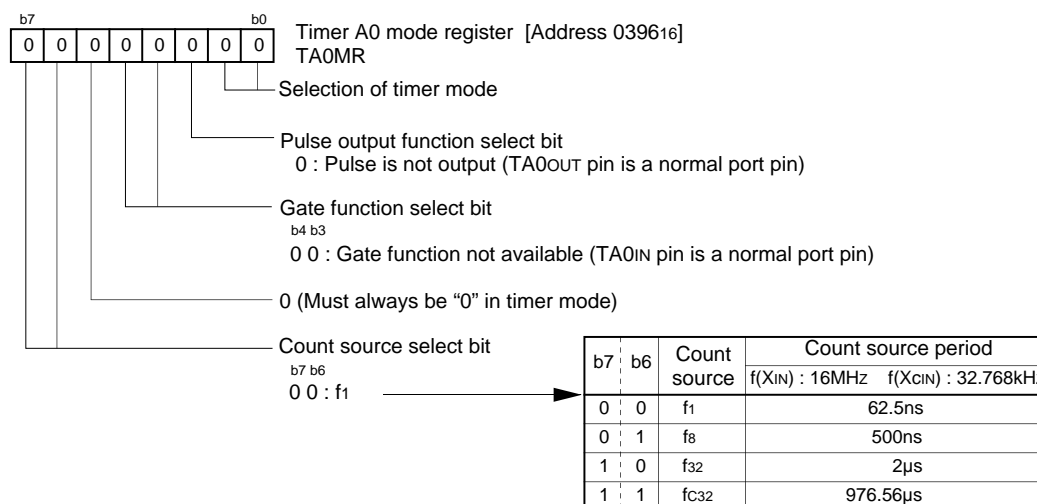 b7 b0
0 0 0 0 0 0 0 0
Timer A0 mode register [Address 039616]
TA0MR
Selection of timer mode
Pulse output function select bit
0 : Pulse is not output (TA0OUT pin is a normal port pin)
Gate function select bit
b4 b3
0 0 : Gate function not available (TA0IN pin is a normal port pin)
0 (Must always be “0” in timer mode)
Count source select bit
b7 b6
0 0 : f1
b7 b6 Count source Count source period
f(XIN) : 16MHZ f(XCIN) : 32.768kH
0 0 f1 62.5ns
0 1 f8 500ns
1 0 f32 2µs
1 1 fC32 976.56µs